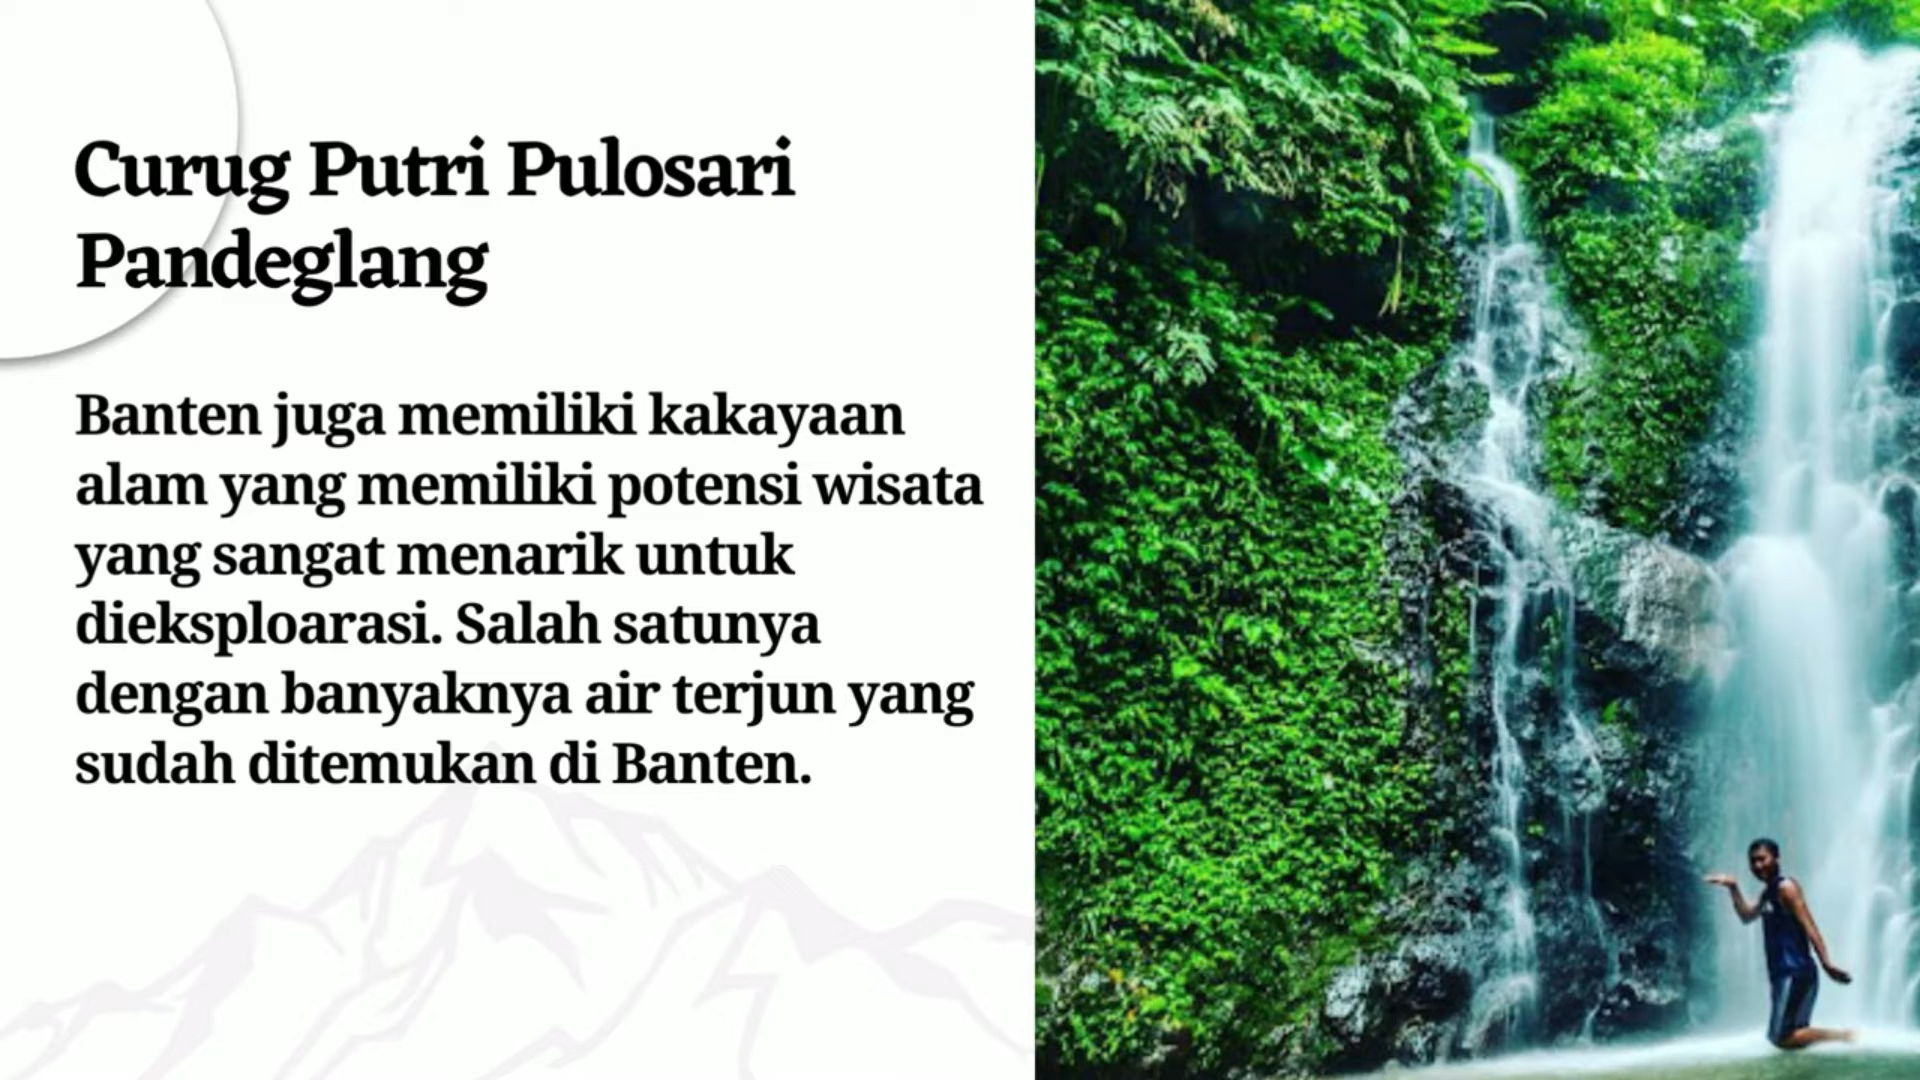 Curug Putri Pulosari
Pandeglang
Banten juga memiliki kakayaan
alam yang memiliki potensi wisata
yang sangat menarik untuk
dieksploarasi. Salah satunya
dengan banyaknya air terjun yang
sudah ditemukan di Banten.